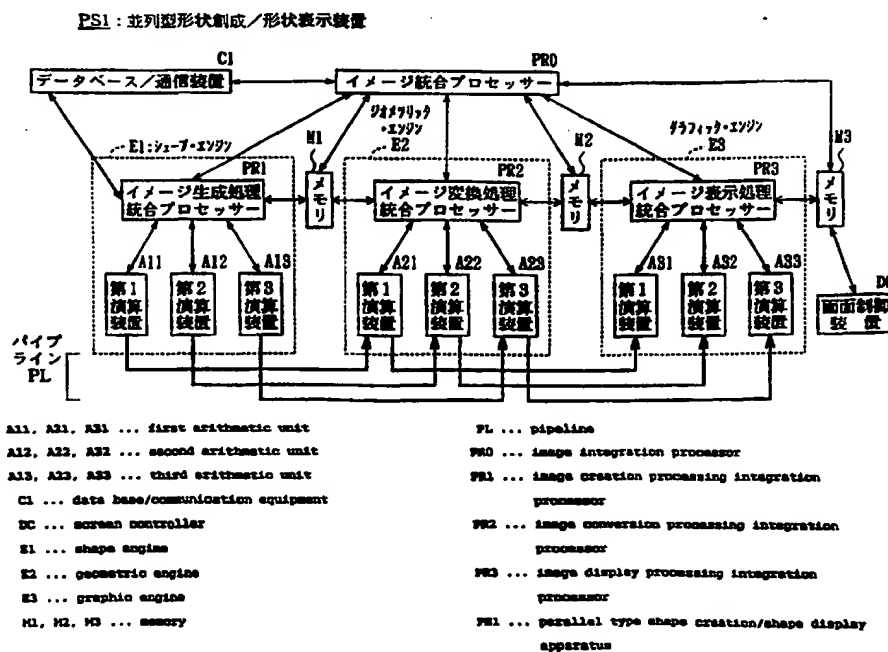 PS1：並列型形状創成／形状表示装置
C1
データベース／通信装置
PR0
イメージ統合プロセッサー
E1：シェープ・エンジン
M1
メモリ
ジオメトリック
・エンジン
E2
M2
メモリ
グラフィック・エンジン
E3
M3
メモリ
PR1
イメージ生成処理
統合プロセッサー
PR2
イメージ変換処理
統合プロセッサー
PR3
イメージ表示処理
統合プロセッサー
A11
第1
演算
装置
A12
第2
演算
装置
A13
第3
演算
装置
A21
第1
演算
装置
A22
第2
演算
装置
A23
第3
演算
装置
A31
第1
演算
装置
A32
第2
演算
装置
A33
第3
演算
装置
画面制御
装 置
パイプ
ライン
PL
A11, A21, A31 ... first arithmetic unit
A12, A22, A32 ... second arithmetic unit
A13, A23, A33 ... third arithmetic unit
C1 ... data base/communication equipment
DC ... screen controller
E1 ... shape engine
E2 ... geometric engine
E3 ... graphic engine
M1, M2, M3 ... memory
PL ... pipeline
PR0 ... image integration processor
PR1 ... image creation processing integration
processor
PR2 ... image conversion processing integration
processor
PR3 ... image display processing integration
processor
PS1 ... parallel type shape creation/shape display
apparatus